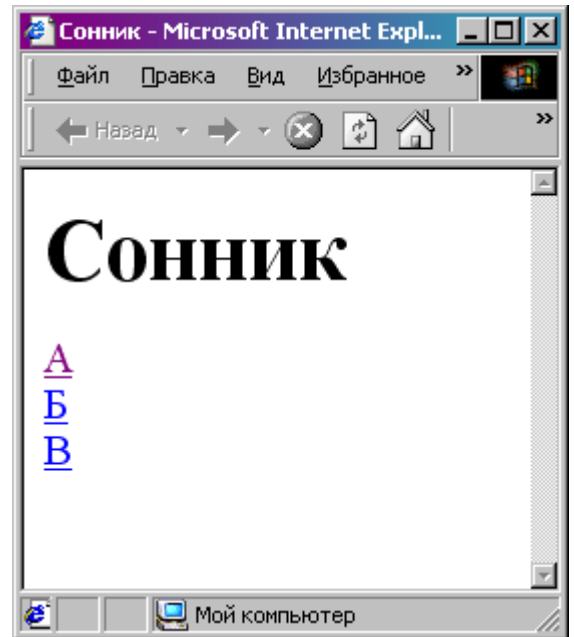 Сонник - Microsoft Internet Expl...
Файл Правка Вид Избранное »
Назад »
Сонник
А
Б
В
Мой компьютер